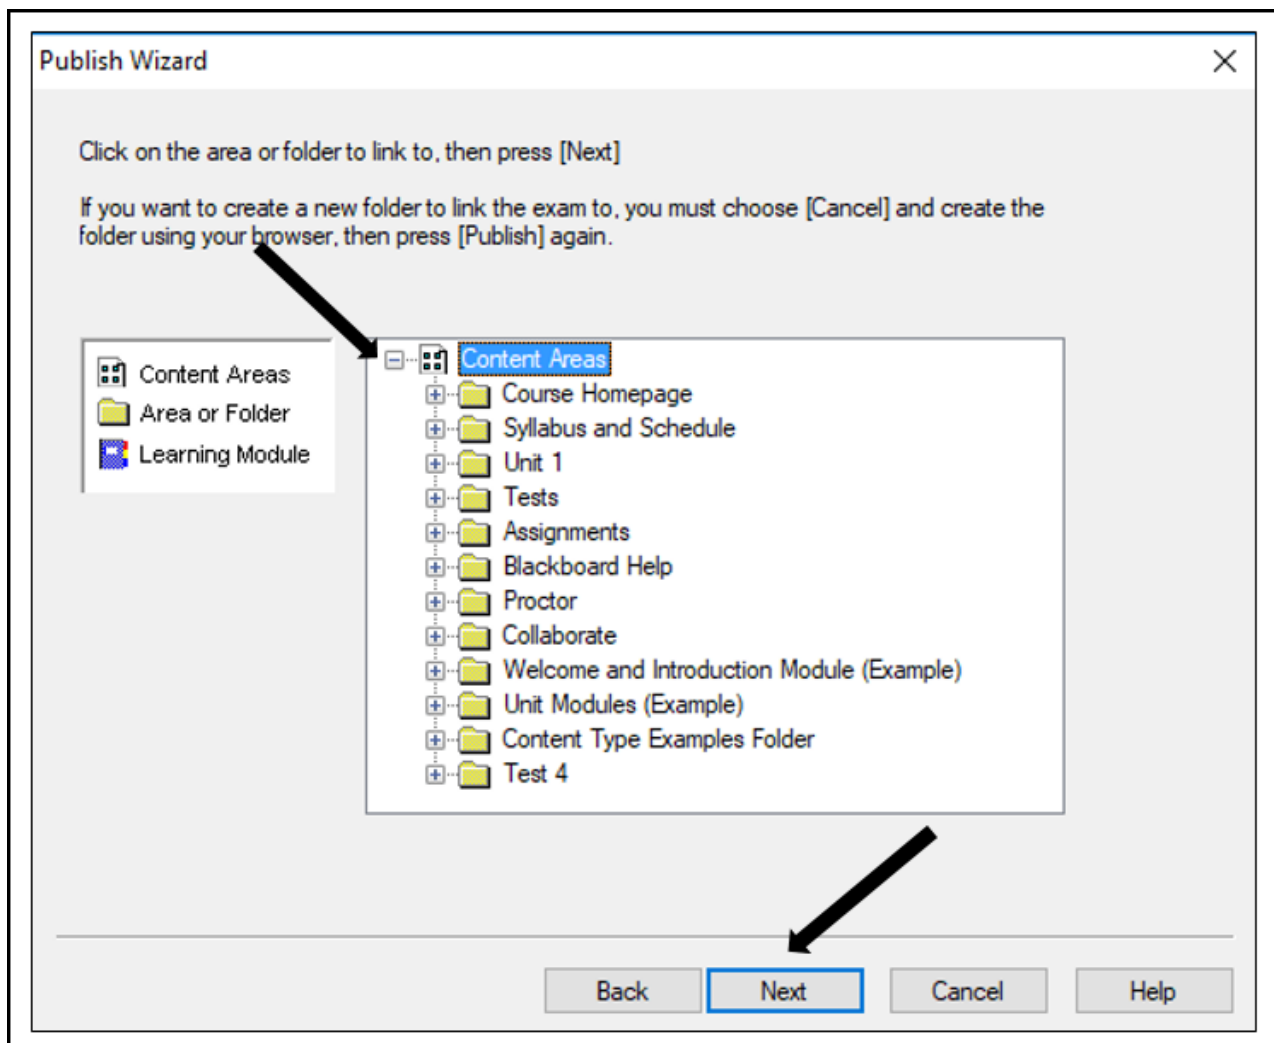 Publish Wizard
Click on the area or folder to link to, then press [Next]
If you want to create a new folder to link the exam to, you must choose [Cancel] and create the
folder using your browser, then press [Publish] again.
Content Areas
Area or Folder
Learning Module
Content Areas
Course Homepage
Syllabus and Schedule
Unit 1
Tests
Assignments
Blackboard Help
Proctor
Collaborate
Welcome and Introduction Module (Example)
Unit Modules (Example)
Content Type Examples Folder
Test 4
Back
Next
Cancel
Help